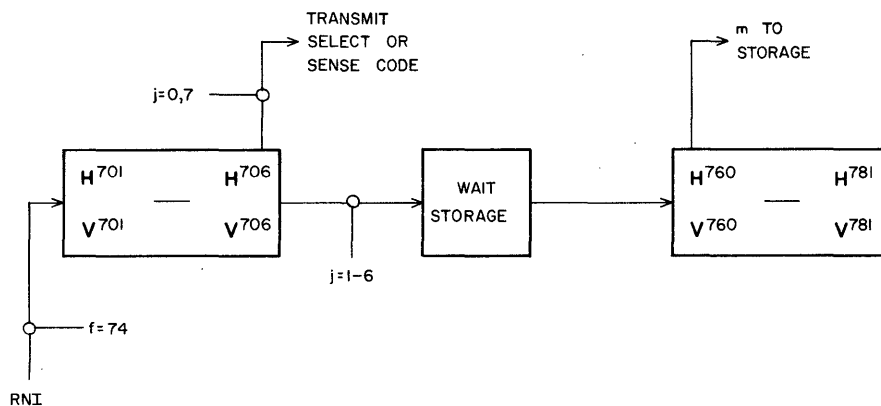 TRANSMIT
SELECT OR
SENSE CODE
m TO
STORAGE
j=0,7
H701 — H706
V701 V706
WAIT
STORAGE
H760 — H781
V760 V781
j=1-6
f=74
RNI